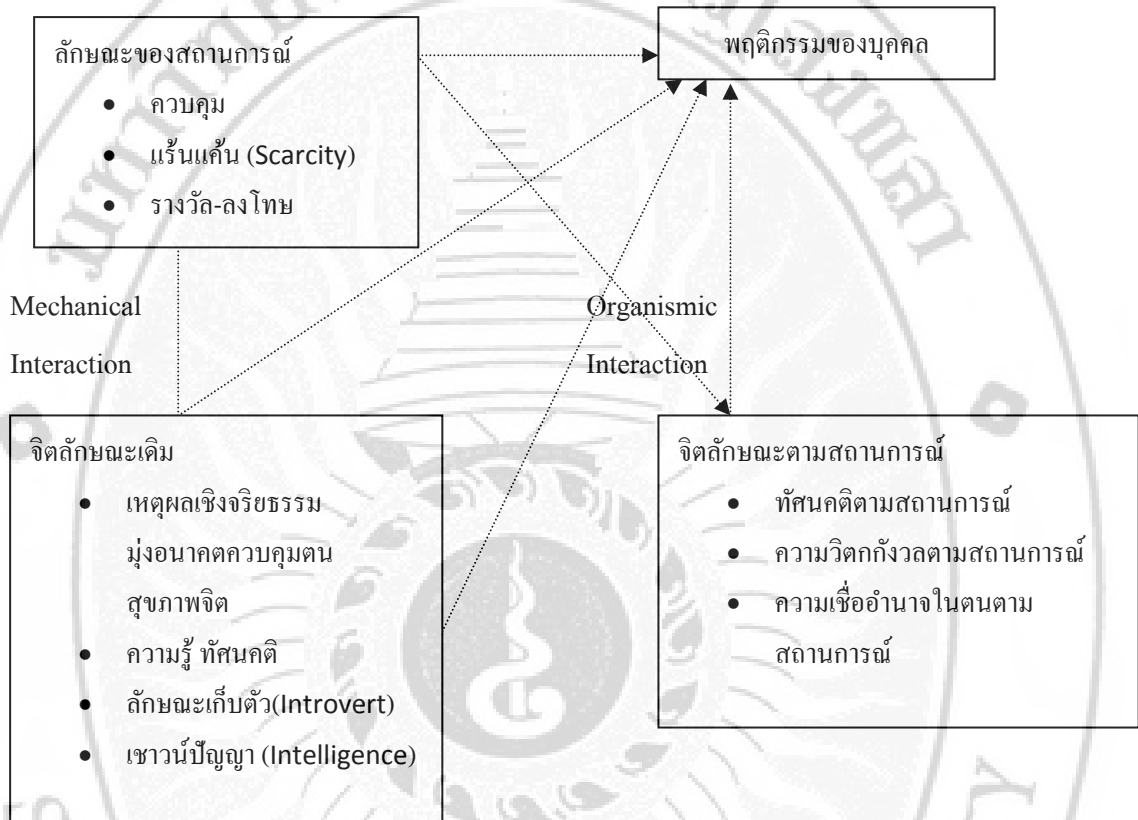 ลักษณะของสถานการณ์
• ควบคุม
• แร้นแค้น (Scarcity)
• รางวัล-ลงโทษ
พฤติกรรมของบุคคล
Mechanical
Interaction
Organismic
Interaction
จิตลักษณะเดิม
• เหตุผลเชิงจริยธรรม
มุ่งอนาคตควบคุมตน
สุขภาพจิต
• ความรู้ ทัศนคติ
• ลักษณะเก็บตัว(Introvert)
• เชาวน์ปัญญา (Intelligence)
จิตลักษณะตามสถานการณ์
• ทัศนคติตามสถานการณ์
• ความวิตกกังวลตามสถานการณ์
• ความเชื่ออำนาจในตนตาม
สถานการณ์